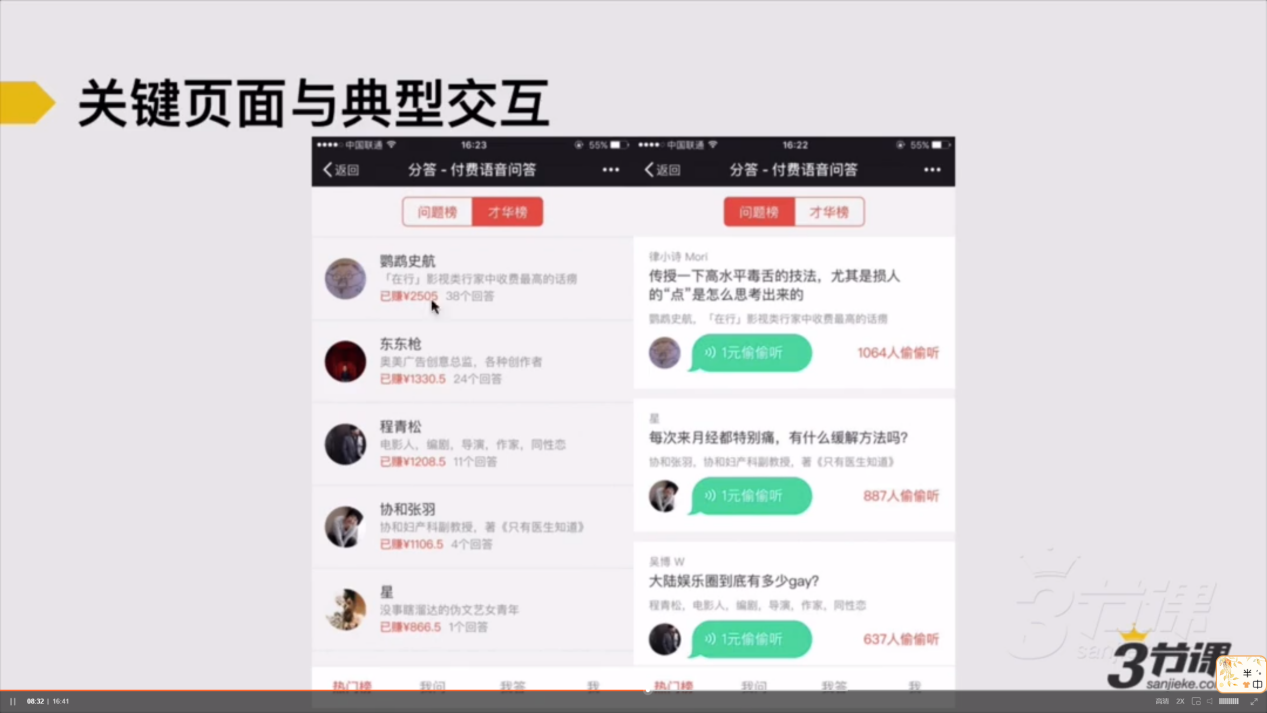 关键页面与典型交互
中国联通
16:23
55%
返回
分答 - 付费语音问答
问题榜
才华榜
鹦鹉史航
「在行」影视类行家中收费最高的话痨
已赚¥2505 38个回答
东东枪
奥美广告创意总监，各种创作者
已赚¥1330.5 24个回答
程青松
电影人，编剧，导演，作家，同性恋
已赚¥1208.5 11个回答
协和张羽
协和妇产科副教授，著《只有医生知道》
已赚¥1106.5 4个回答
星
没事瞎溜达的伪文艺女青年
已赚¥866.5 1个回答
热门榜
我问
我答
我
中国联通
16:22
55%
返回
分答 - 付费语音问答
问题榜
才华榜
律小诗 Mori
传授一下高水平毒舌的技法，尤其是损人
的“点”是怎么思考出来的
鹦鹉史航，「在行」影视类行家中收费最高的话痨
1元偷偷听
1064人偷偷听
星
每次来月经都特别痛，有什么缓解方法吗?
协和张羽，协和妇产科副教授，著《只有医生知道》
1元偷偷听
887人偷偷听
吴博 W
大陆娱乐圈到底有多少gay?
程青松，电影人，编剧，导演，作家，同性恋
1元偷偷听
637人偷偷听
热门榜
我问
我答
我
3节课
sanjieke.co
08:32 | 16:41
高清
2X
半
中